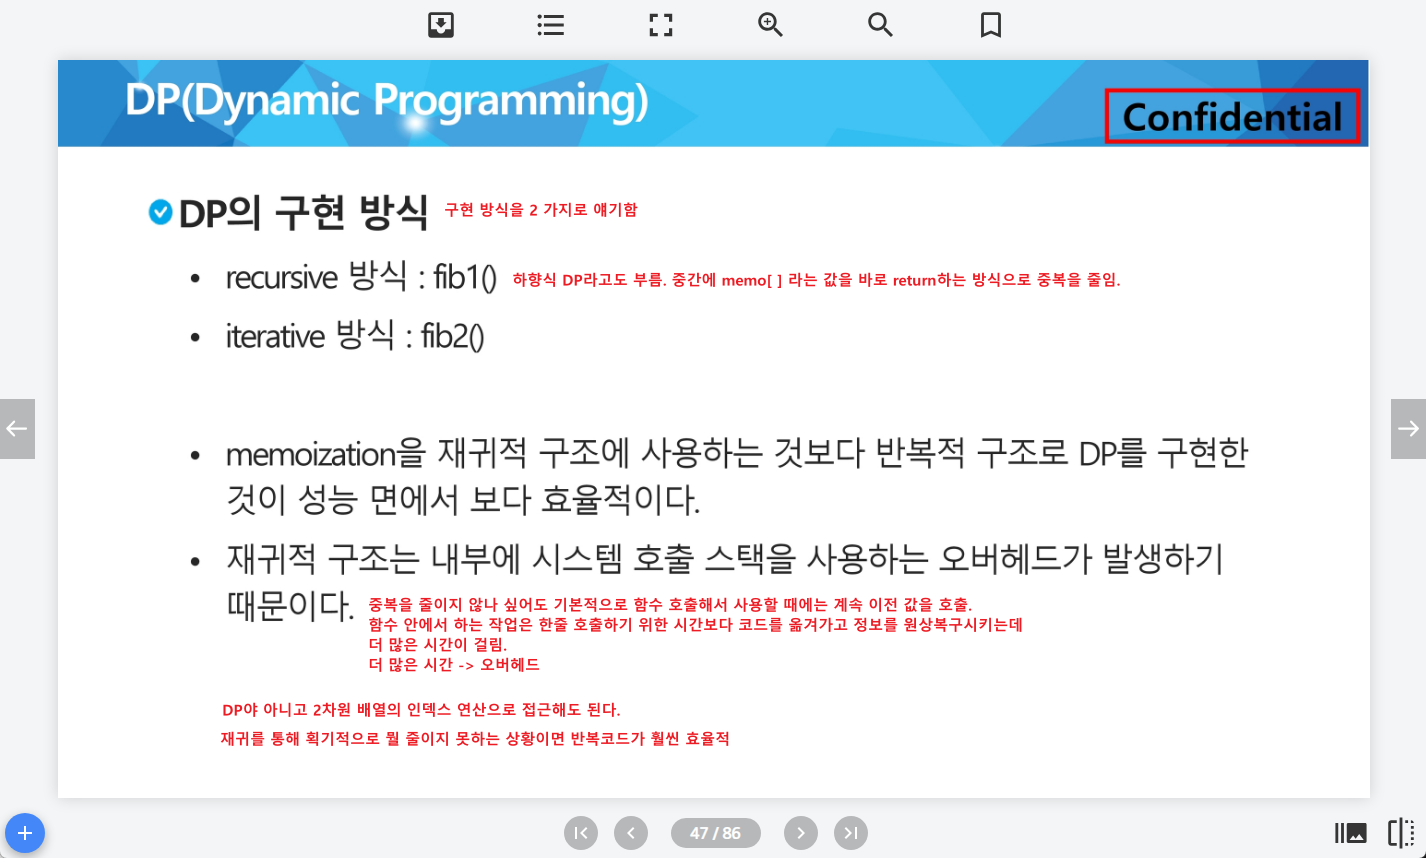 DP(Dynamic Programming)
Confidential
DP의 구현 방식 구현 방식을 2 가지로 얘기함
• recursive 방식 : fib1() 하향식 DP라고도 부름. 중간에 memo[ ] 라는 값을 바로 return하는 방식으로 중복을 줄임.
• iterative 방식 : fib2()
• memoization을 재귀적 구조에 사용하는 것보다 반복적 구조로 DP를 구현한
것이 성능 면에서 보다 효율적이다.
• 재귀적 구조는 내부에 시스템 호출 스택을 사용하는 오버헤드가 발생하기
때문이다. 중복을 줄이지 않나 싶어도 기본적으로 함수 호출해서 사용할 때에는 계속 이전 값을 호출.
함수 안에서 하는 작업은 한줄 호출하기 위한 시간보다 코드를 옮겨가고 정보를 원상복구시키는데
더 많은 시간이 걸림.
더 많은 시간 -> 오버헤드
DP야 아니고 2차원 배열의 인덱스 연산으로 접근해도 된다.
재귀를 통해 획기적으로 뭘 줄이지 못하는 상황이면 반복코드가 훨씬 효율적
47 / 86